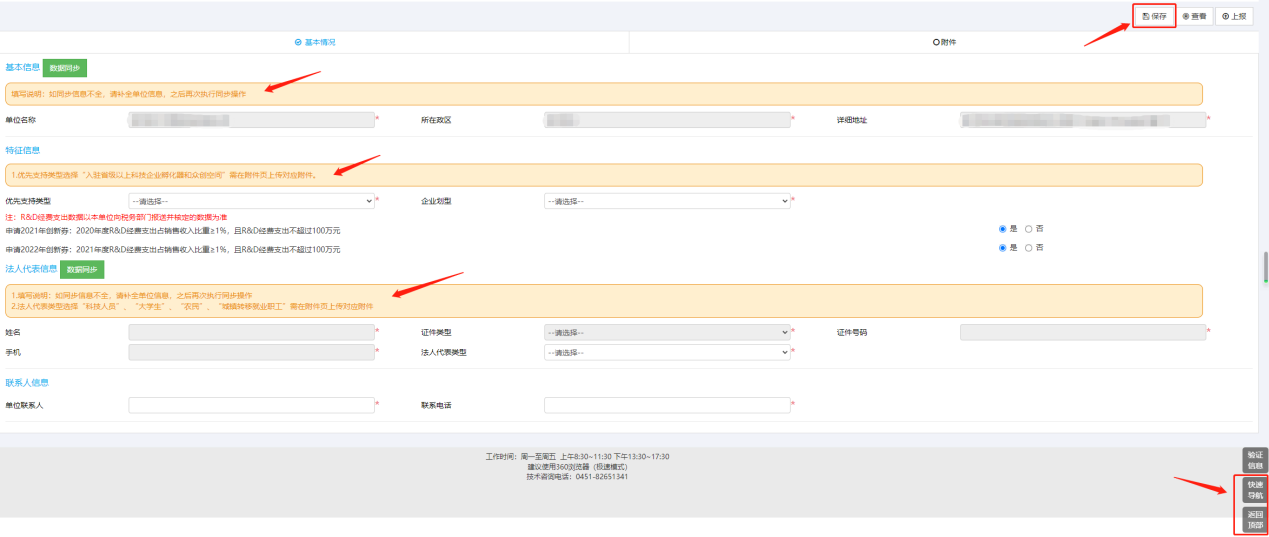 保存 查看 上报
基本情况 附件
基本信息 数据同步
填写说明：如同步信息不全，请补全单位信息，之后再次执行同步操作
单位名称 * 所在政区 * 详细地址 *
特征信息
1.优先支持类型选择“入驻省级以上科技企业孵化器和众创空间”需在附件页上传对应附件。
优先支持类型 --请选择-- * 企业划型 --请选择-- *
注：R&D经费支出数据以本单位向税务部门报送并核定的数据为准
申请2021年创新券：2020年度R&D经费支出占销售收入比重≥1%，且R&D经费支出不超过100万元 是 否
申请2022年创新券：2021年度R&D经费支出占销售收入比重≥1%，且R&D经费支出不超过100万元 是 否
法人代表信息 数据同步
1.填写说明：如同步信息不全，请补全单位信息，之后再次执行同步操作
2.法人代表类型选择“科技人员”、“大学生”、“农民”、“城镇转移就业职工”需在附件页上传对应附件
姓名 * 证件类型 --请选择-- * 证件号码 *
手机 * 法人代表类型 --请选择-- *
联系人信息
单位联系人 * 联系电话 *
工作时间：周一至周五 上午8:30~11:30 下午13:30~17:30
建议使用360浏览器（极速模式）
技术咨询电话：0451-82651341
验证
信息
快速
导航
返回
顶部